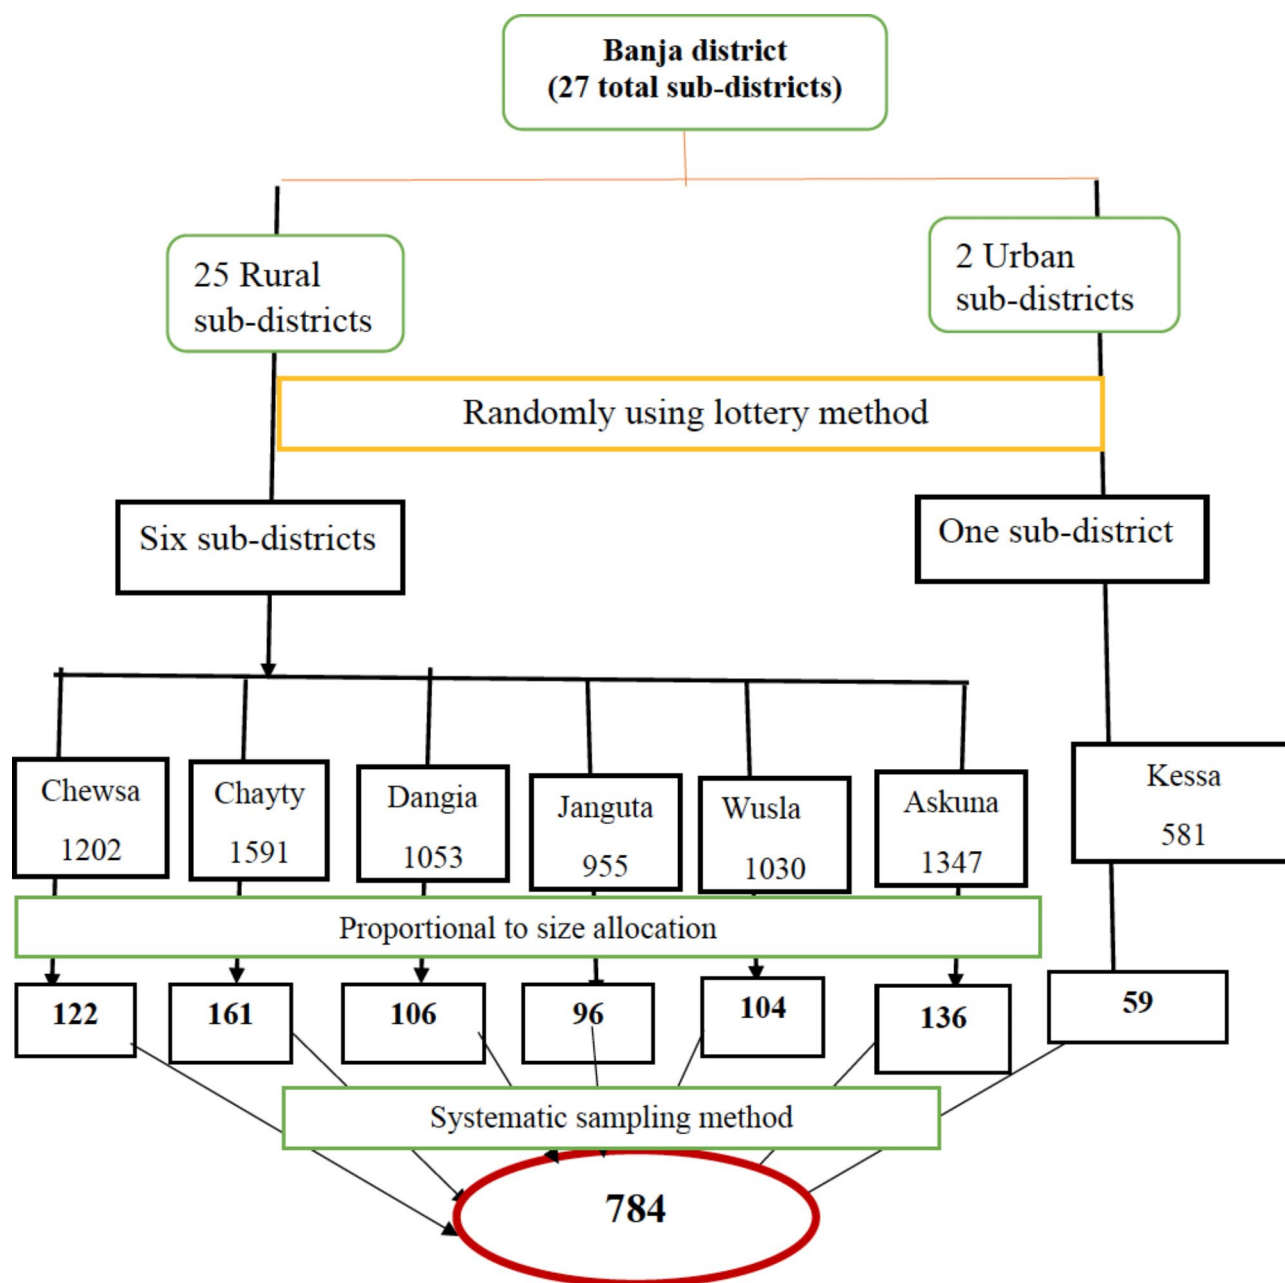 Banja district
(27 total sub-districts)
25 Rural
sub-districts
2 Urban
sub-districts
Randomly using lottery method
Six sub-districts
One sub-district
Chewsa
1202
Chayty
1591
Dangia
1053
Janguta
955
Wusla
1030
Askuna
1347
Kessa
581
Proportional to size allocation
122
161
106
96
104
136
59
Systematic sampling method
784